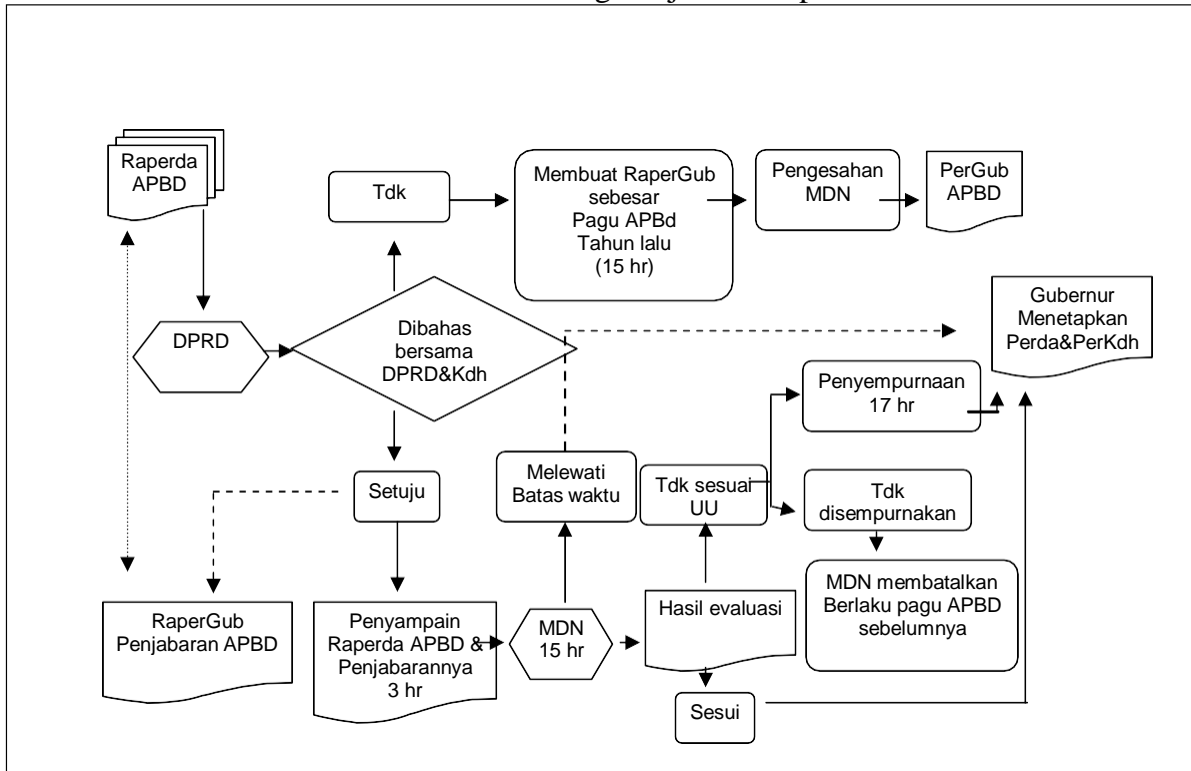 Raperda
APBD
Tdk
Membuat RaperGub
sebesar
Pagu APBd
Tahun lalu
(15 hr)
Pengesahan
MDN
PerGub
APBD
DPRD
Dibahas
bersama
DPRD&Kdh
Gubernur
Menetapkan
Perda&PerKdh
Penyempurnaan
17 hr
Setuju
Melewati
Batas waktu
Tdk sesuai
UU
Tdk
disempurnakan
RaperGub
Penjabaran APBD
Penyampain
Raperda APBD &
Penjabarannya
3 hr
MDN
15 hr
Hasil evaluasi
MDN membatalkan
Berlaku pagu APBD
sebelumnya
Sesui